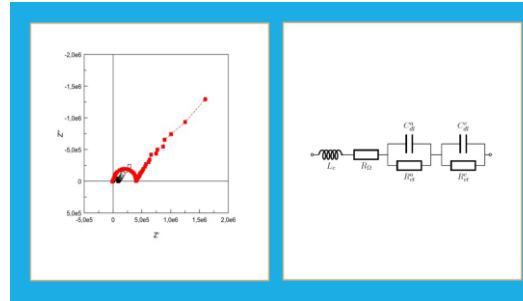 -2,0e6
-1,5e6
-1,0e6
Z"
-5,0e5
0
5,0e5
-5,0e5 0 5,0e5 1,0e6 1,5e6 2,0e6
Z'
C^a_dl C^c_dl
L_c R_Ω R^a_ct R^c_ct